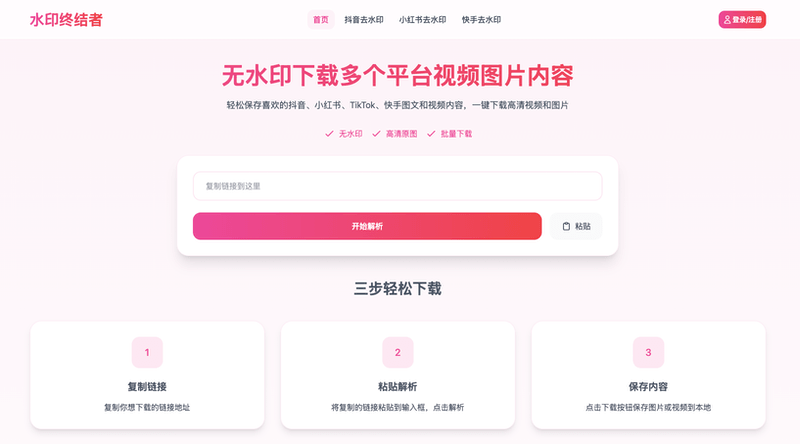 水印终结者
首页
抖音去水印
小红书去水印
快手去水印
登录/注册
无水印下载多个平台视频图片内容
轻松保存喜欢的抖音、小红书、TikTok、快手图文和视频内容，一键下载高清视频和图片
无水印
高清原图
批量下载
复制链接到这里
开始解析
粘贴
三步轻松下载
1
复制链接
复制你想下载的链接地址
2
粘贴解析
将复制的链接粘贴到输入框，点击解析
3
保存内容
点击下载按钮保存图片或视频到本地